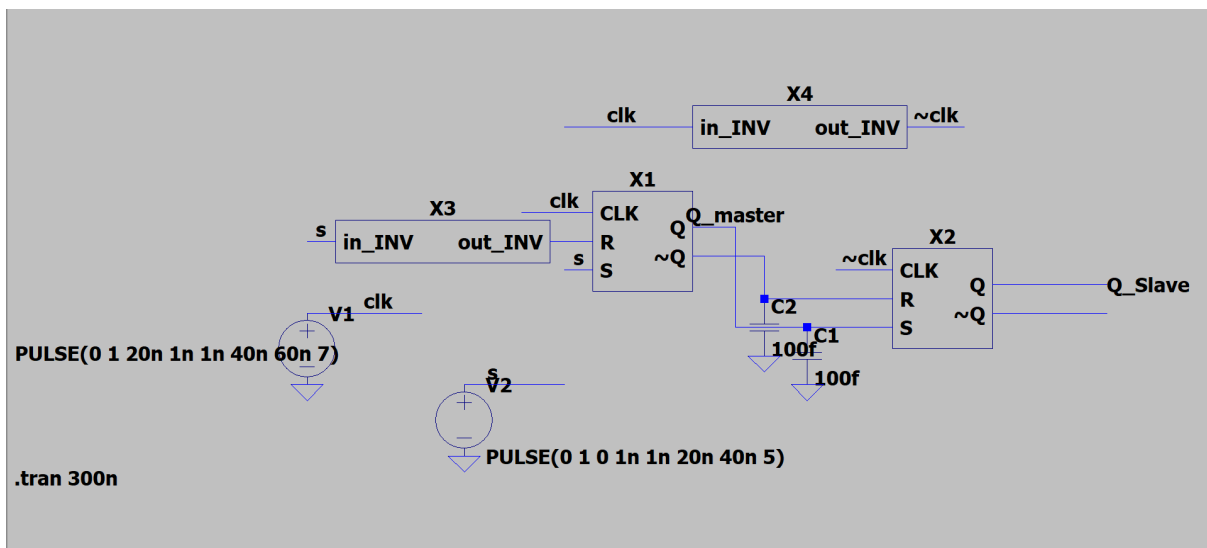 X4
clk
in_INV
out_INV
~clk
X1
X3
clk
CLK
Q_master
s
in_INV
out_INV
R
Q
~Q
s
S
X2
~clk
CLK
Q
Q_Slave
R
~Q
S
clk
V1
C2
C1
PULSE(0 1 20n 1n 1n 40n 60n 7)
100f
100f
s
V2
PULSE(0 1 0 1n 1n 20n 40n 5)
.tran 300n